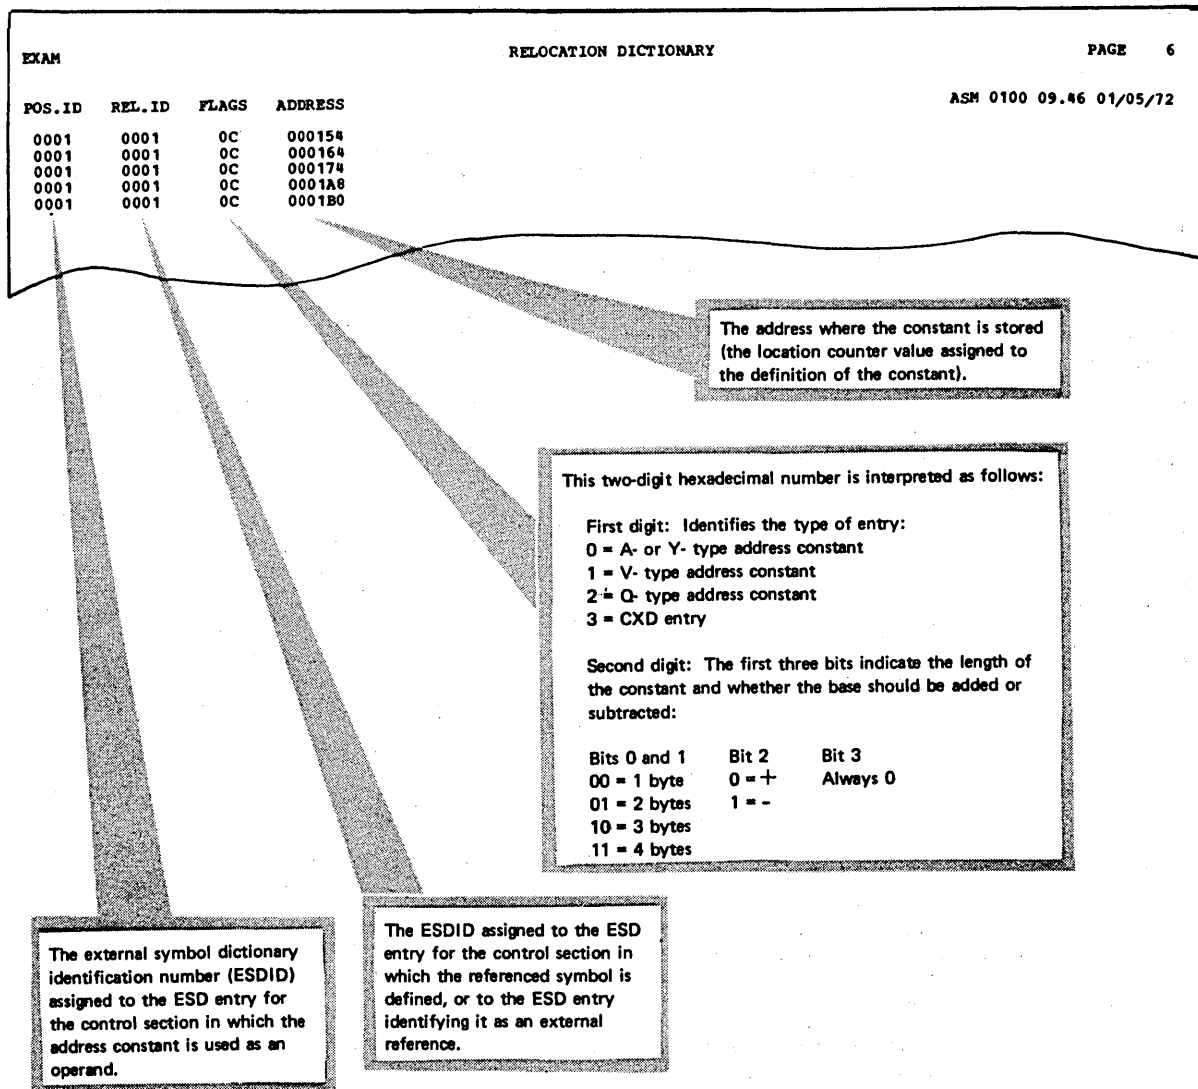 EXAM RELOCATION DICTIONARY PAGE 6
ASM 0100 09.46 01/05/72
POS.ID REL.ID FLAGS ADDRESS
0001 0001 0C 000154
0001 0001 0C 000164
0001 0001 0C 000174
0001 0001 0C 0001A8
0001 0001 0C 0001B0
The address where the constant is stored
(the location counter value assigned to
the definition of the constant).
This two-digit hexadecimal number is interpreted as follows:
First digit: Identifies the type of entry:
0 = A- or Y- type address constant
1 = V- type address constant
2 = Q- type address constant
3 = CXD entry
Second digit: The first three bits indicate the length of
the constant and whether the base should be added or
subtracted:
Bits 0 and 1 Bit 2 Bit 3
00 = 1 byte 0 = + Always 0
01 = 2 bytes 1 = -
10 = 3 bytes
11 = 4 bytes
The external symbol dictionary
identification number (ESDID)
assigned to the ESD entry for
the control section in which the
address constant is used as an
operand.
The ESDID assigned to the ESD
entry for the control section in
which the referenced symbol is
defined, or to the ESD entry
identifying it as an external
reference.